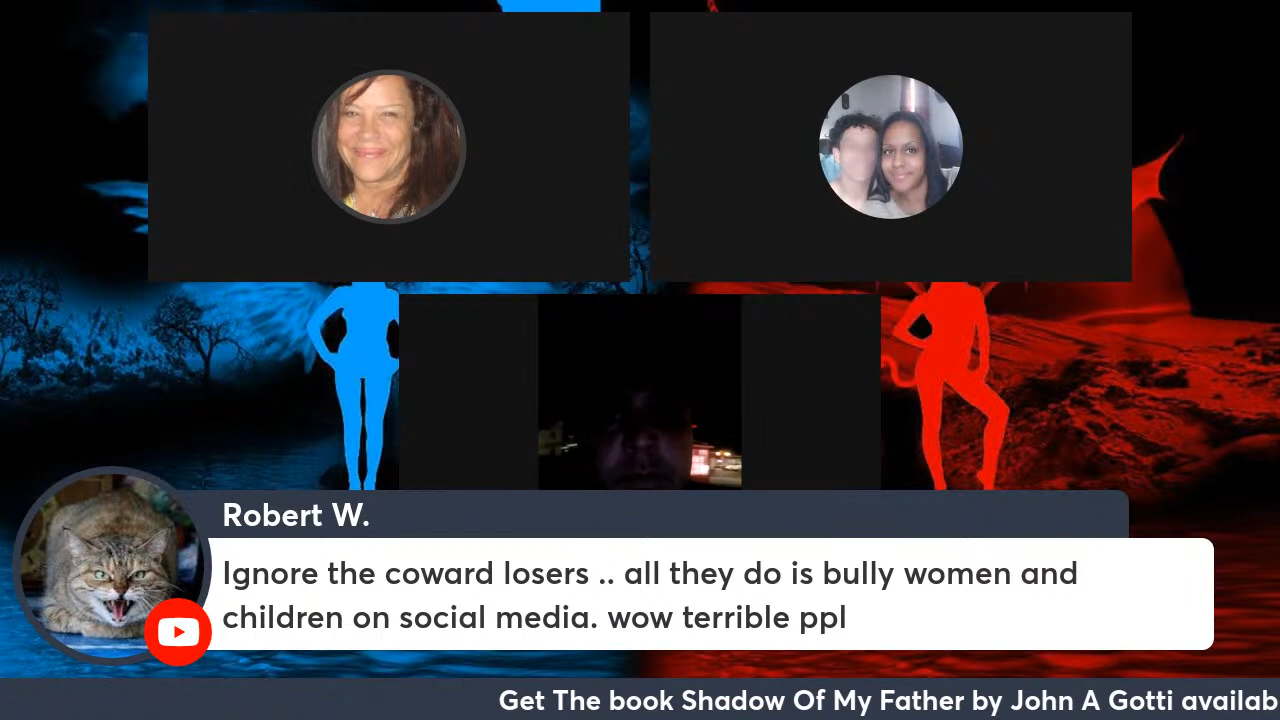 Robert W.
Ignore the coward losers .. all they do is bully women and
children on social media. wow terrible ppl
Get The book Shadow Of My Father by John A Gotti availab